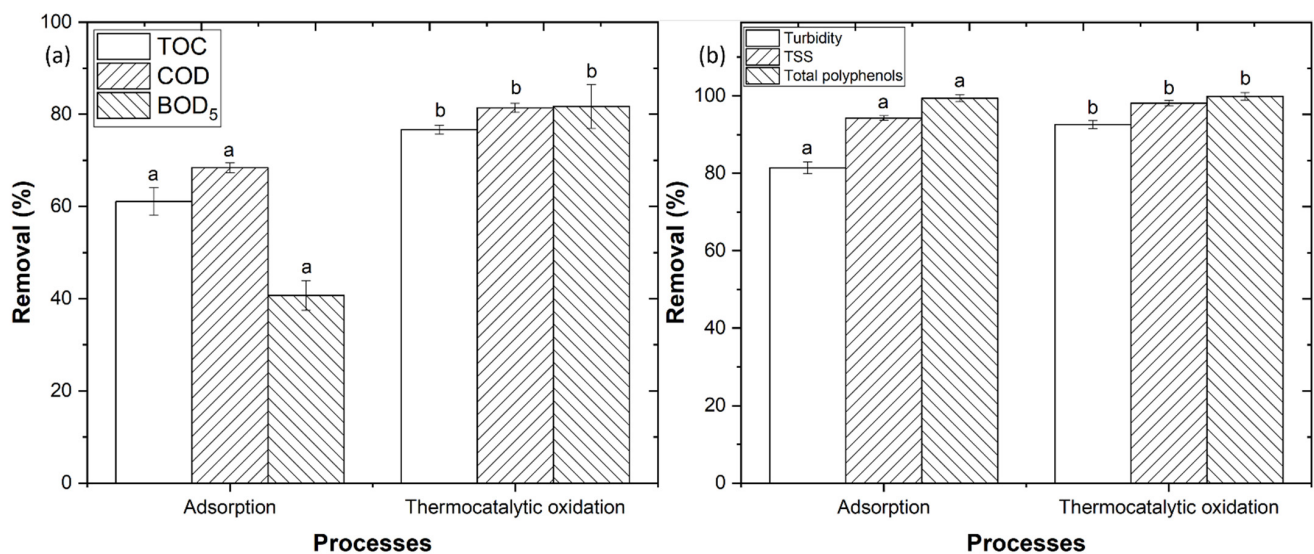 (a)
TOC
COD
BOD5
Removal (%)
100
80
60
40
20
0
a
a
a
b
b
b
Adsorption
Thermocatalytic oxidation
Processes
(b)
Turbidity
TSS
Total polyphenols
Removal (%)
100
80
60
40
20
0
a
a
a
b
b
b
Adsorption
Thermocatalytic oxidation
Processes